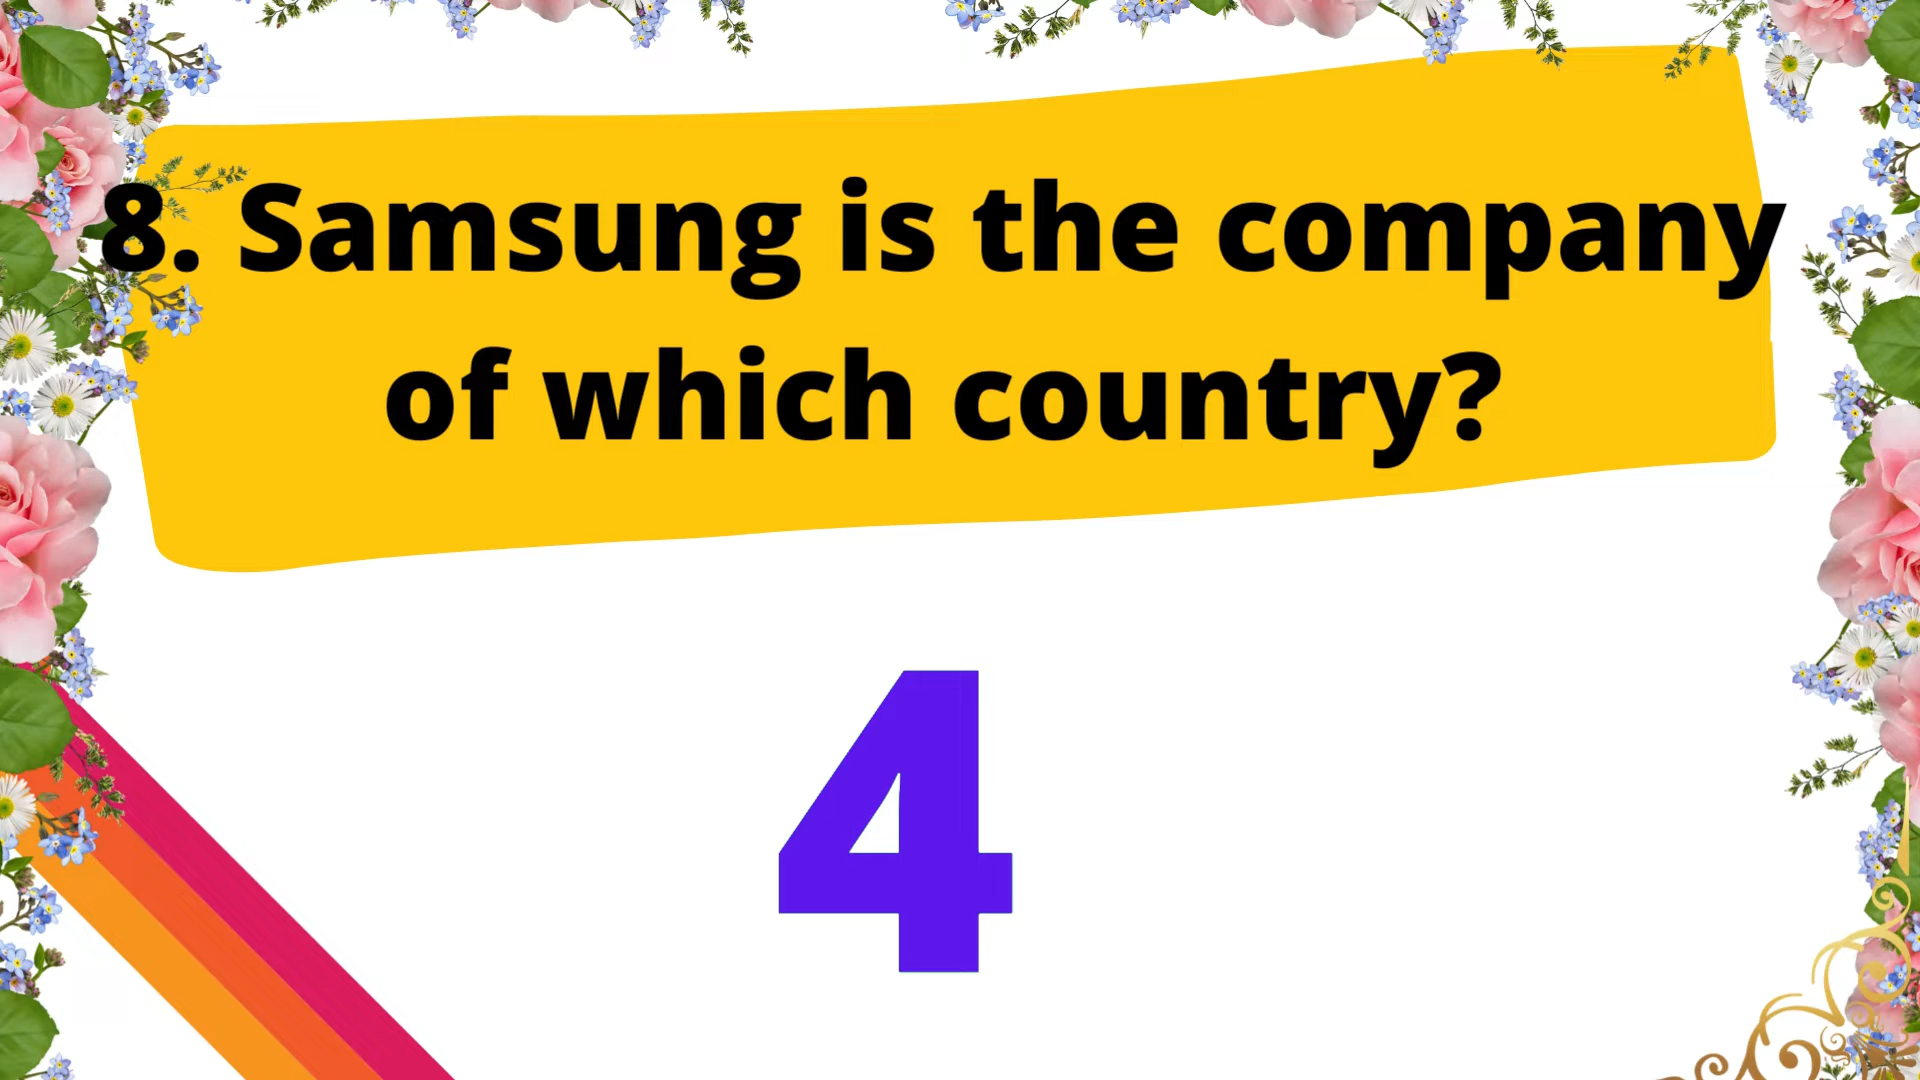 8. Samsung is the company
of which country?
4